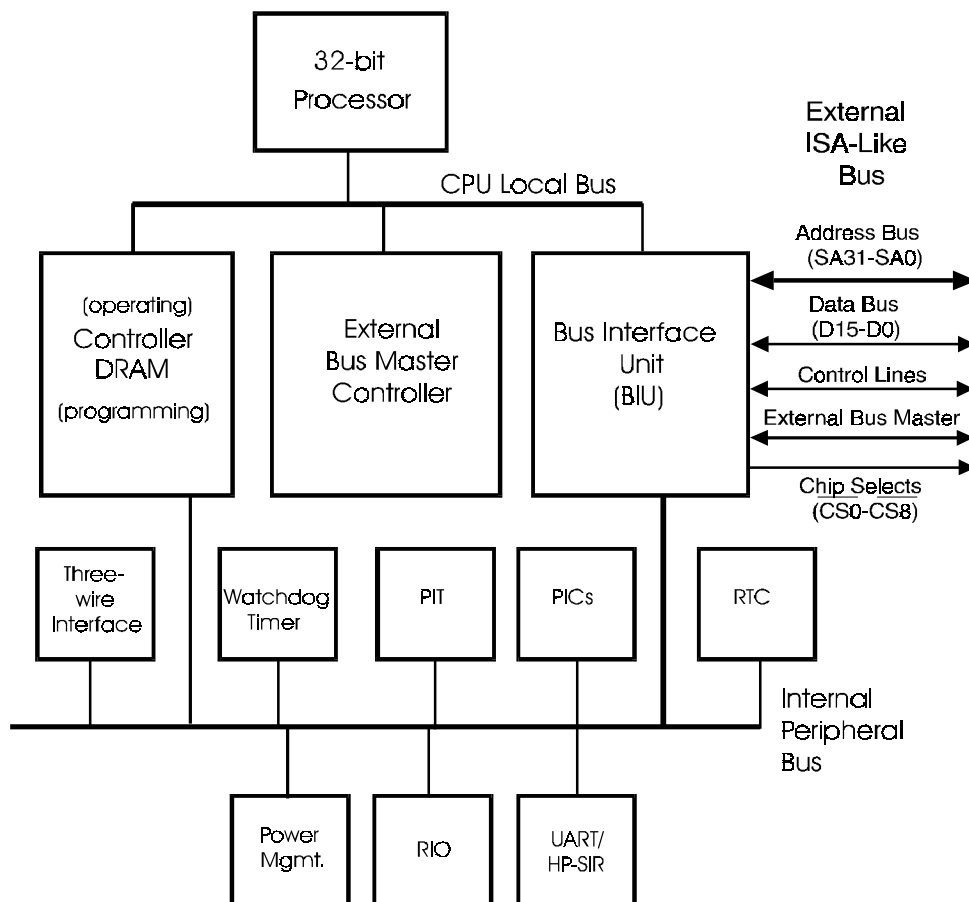 32-bit
Processor
External
ISA-Like
Bus
CPU Local Bus
Address Bus
(SA31-SA0)
(operating)
Controller
DRAM
(programming)
External
Bus Master
Controller
Bus Interface
Unit
(BIU)
Data Bus
(D15-D0)
Control Lines
External Bus Master
Chip Selects
(CS0-CS8)
Three-
wire
Interface
Watchdog
Timer
PIT
PICs
RTC
Internal
Peripheral
Bus
Power
Mgmt.
RIO
UART/
HP-SIR